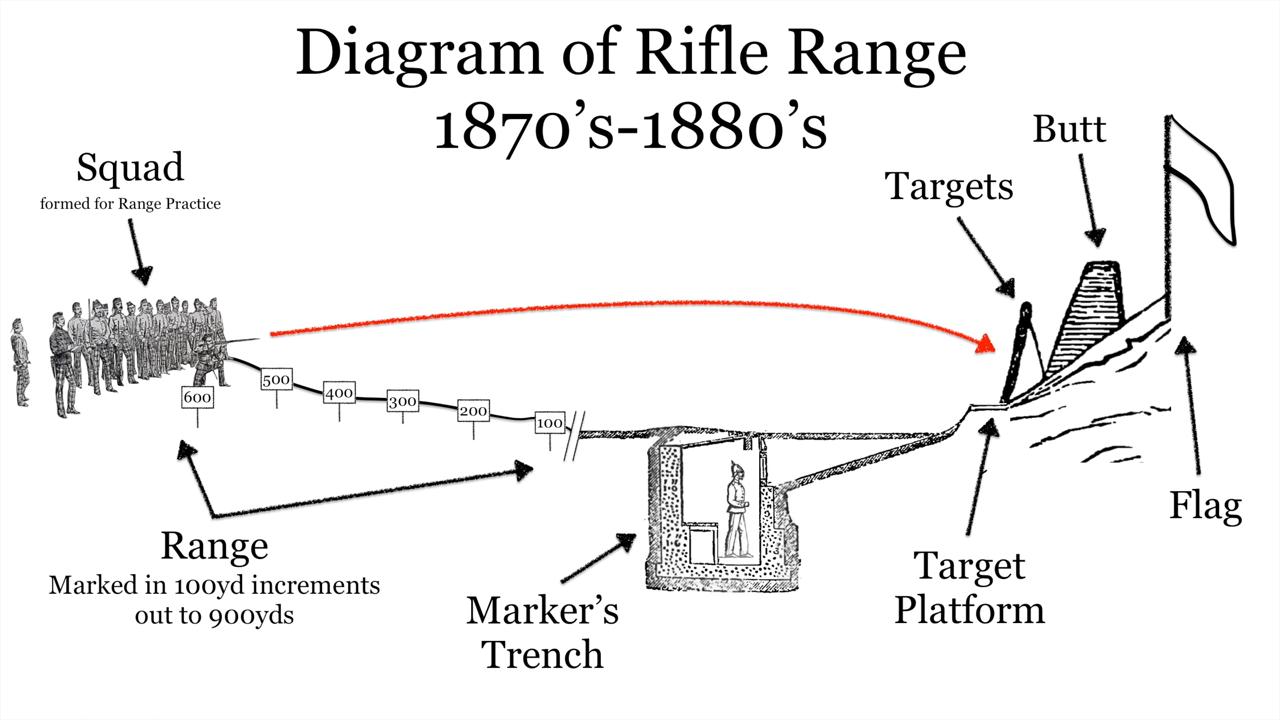 Diagram of Rifle Range
1870’s-1880’s
Squad
formed for Range Practice
Butt
Targets
600
500
400
300
200
100
Range
Marked in 100yd increments
out to 900yds
Marker’s
Trench
Target
Platform
Flag